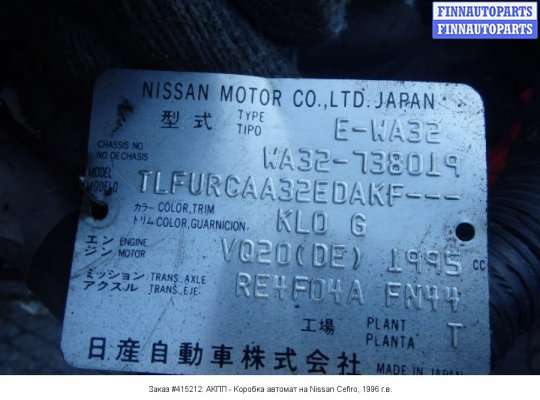 FINNAUTOPARTS
FINNAUTOPARTS
NISSAN MOTOR CO.,LTD. JAPAN
型式 TYPE TIPO E-WA32
CHASSIS NO
NO DE CHASIS WA32-738019
MODEL
MODELO TLFURCAA32EDAKF---
カラー COLOR, TRIM
トリム COLOR, GUARNICION KL0 G
エンジン ENGINE MOTOR VQ20(DE) 1995 CC
ミッション TRANS. AXLE
アクスル TRANS. EJE RE4F04A FN44
工場 PLANT PLANTA T
日産自動車株式会社
Заказ #415212: АКПП - Коробка автомат на Nissan Cefiro, 1996 г.в.